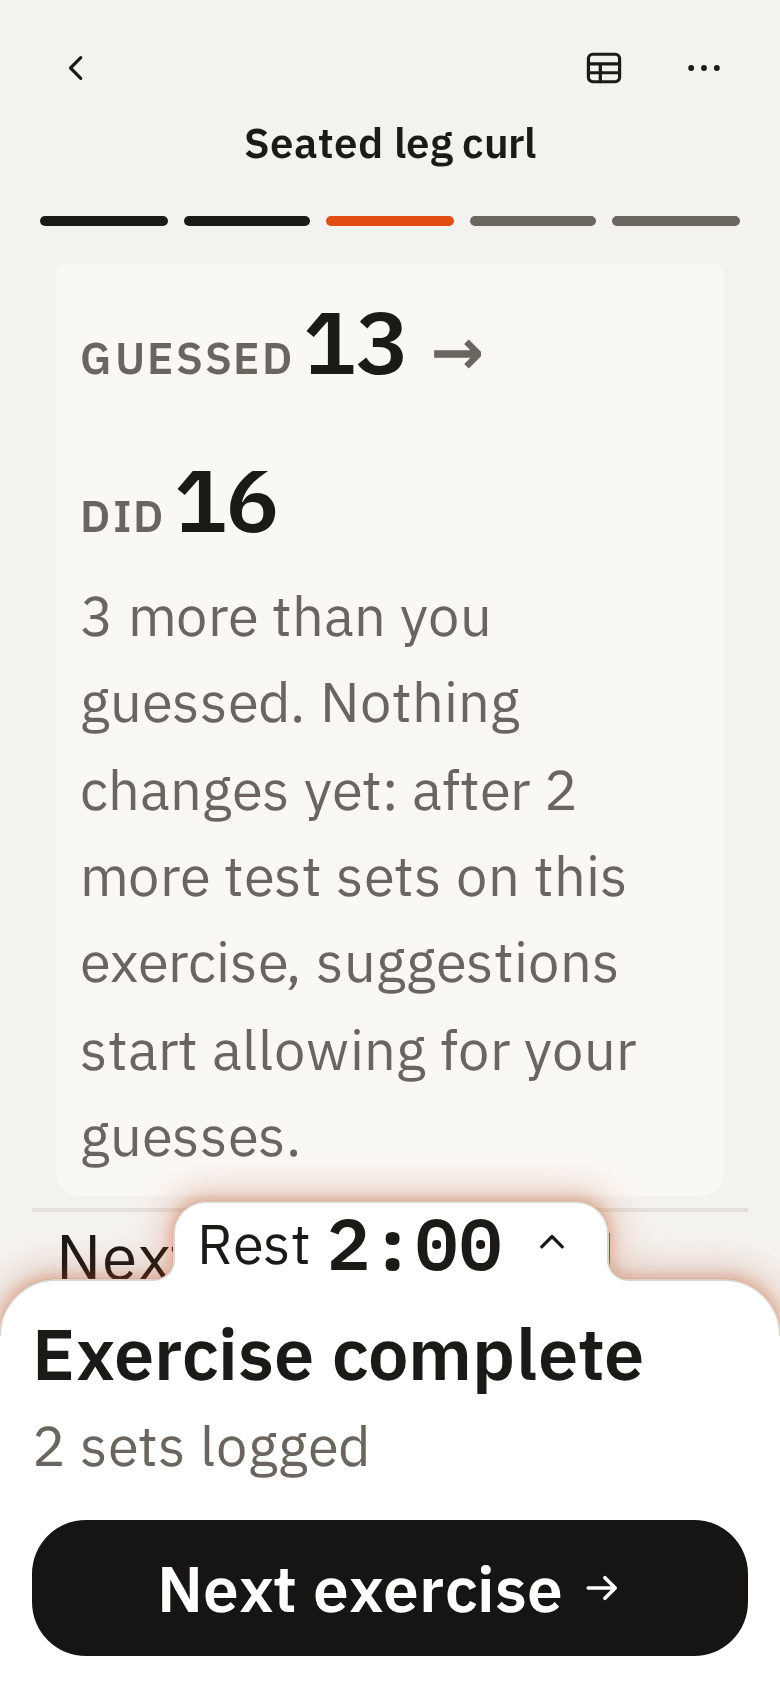 Seated leg curl
GUESSED 13 →
DID 16
3 more than you
guessed. Nothing
changes yet: after 2
more test sets on this
exercise, suggestions
start allowing for your
guesses.
Rest 2:00
Exercise complete
2 sets logged
Next exercise →